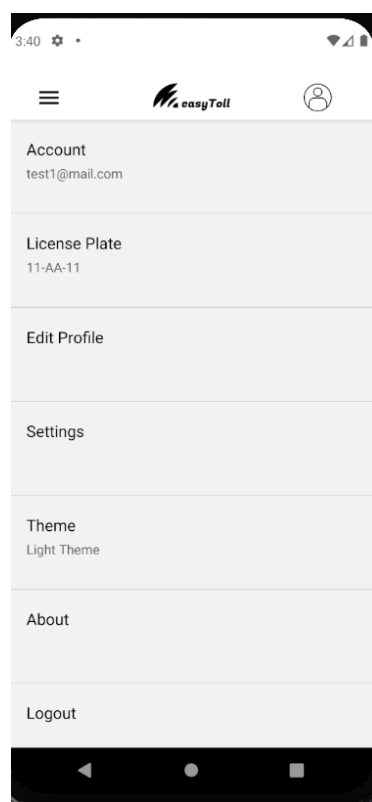 3:40
easyToll
Account
test1@mail.com
License Plate
11-AA-11
Edit Profile
Settings
Theme
Light Theme
About
Logout